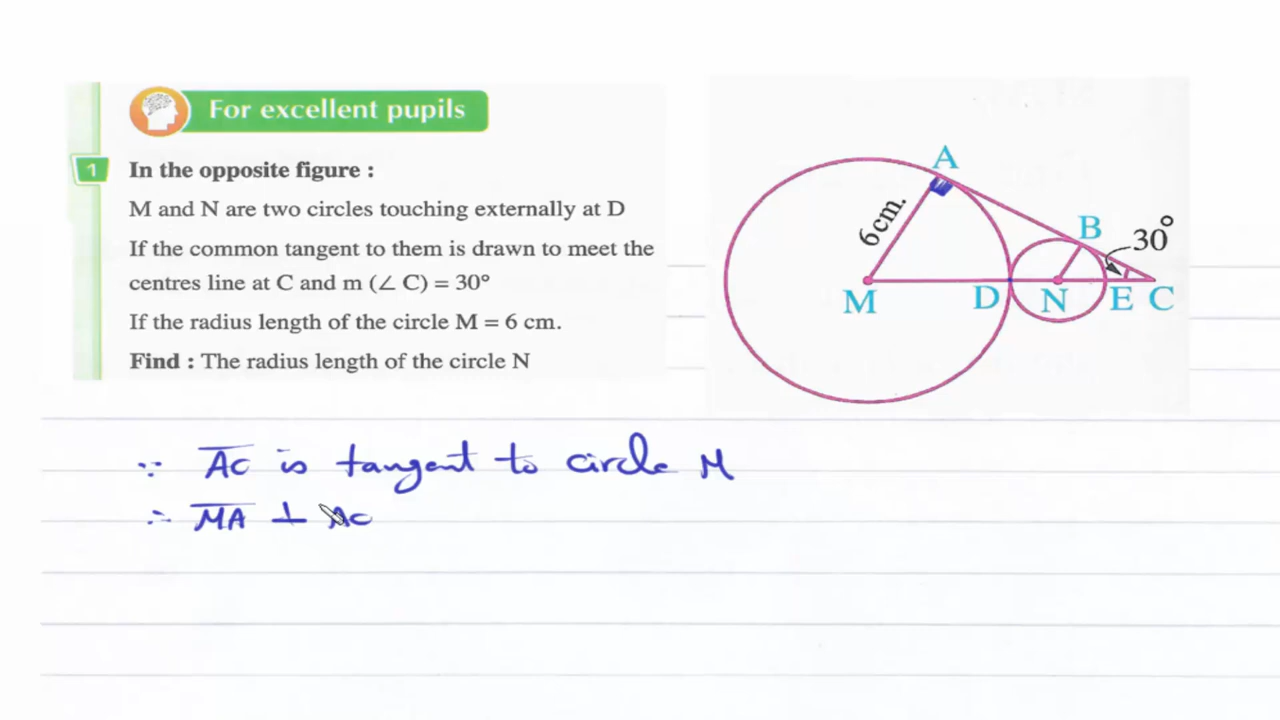 For excellent pupils
1 In the opposite figure :
M and N are two circles touching externally at D
If the common tangent to them is drawn to meet the
centres line at C and m (∠ C) = 30°
If the radius length of the circle M = 6 cm.
Find : The radius length of the circle N
A
6cm.
B
30°
M
D
N
E
C
∵ AC is tangent to circle M
∴ MA ⊥ AC